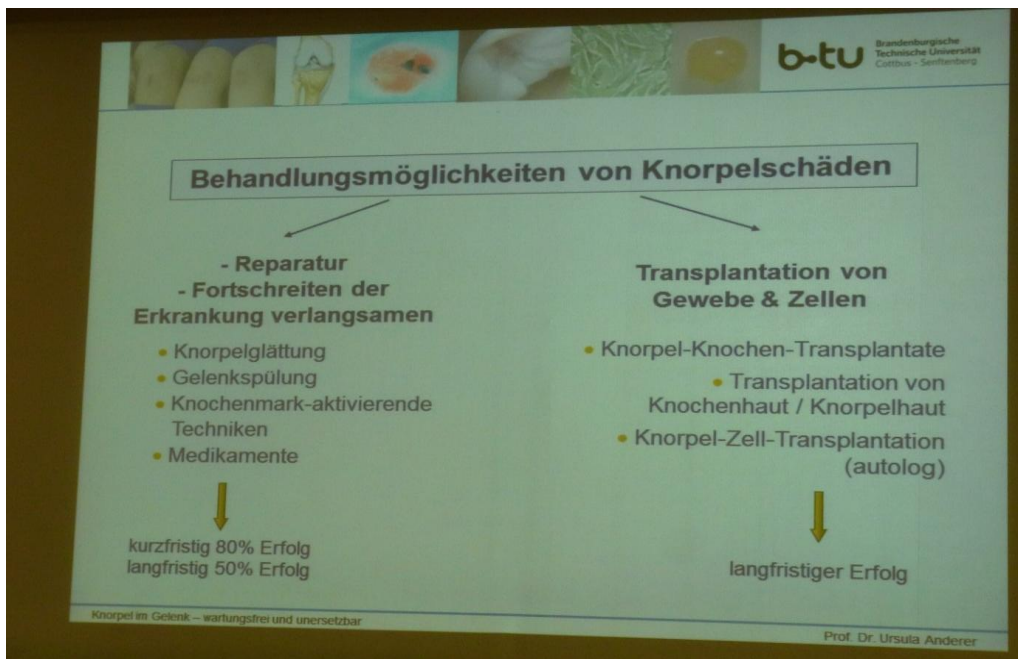 b-tu
Brandenburgische
Technische Universität
Cottbus - Senftenberg
Behandlungsmöglichkeiten von Knorpelschäden
- Reparatur
- Fortschreiten der
Erkrankung verlangsamen
• Knorpelglättung
• Gelenkspülung
• Knochenmark-aktivierende
Techniken
• Medikamente
kurzfristig 80% Erfolg
langfristig 50% Erfolg
Transplantation von
Gewebe & Zellen
• Knorpel-Knochen-Transplantate
• Transplantation von
Knochenhaut / Knorpelhaut
• Knorpel-Zell-Transplantation
(autolog)
langfristiger Erfolg
Knorpel im Gelenk – wartungsfrei und unersetzbar
Prof. Dr. Ursula Anderer